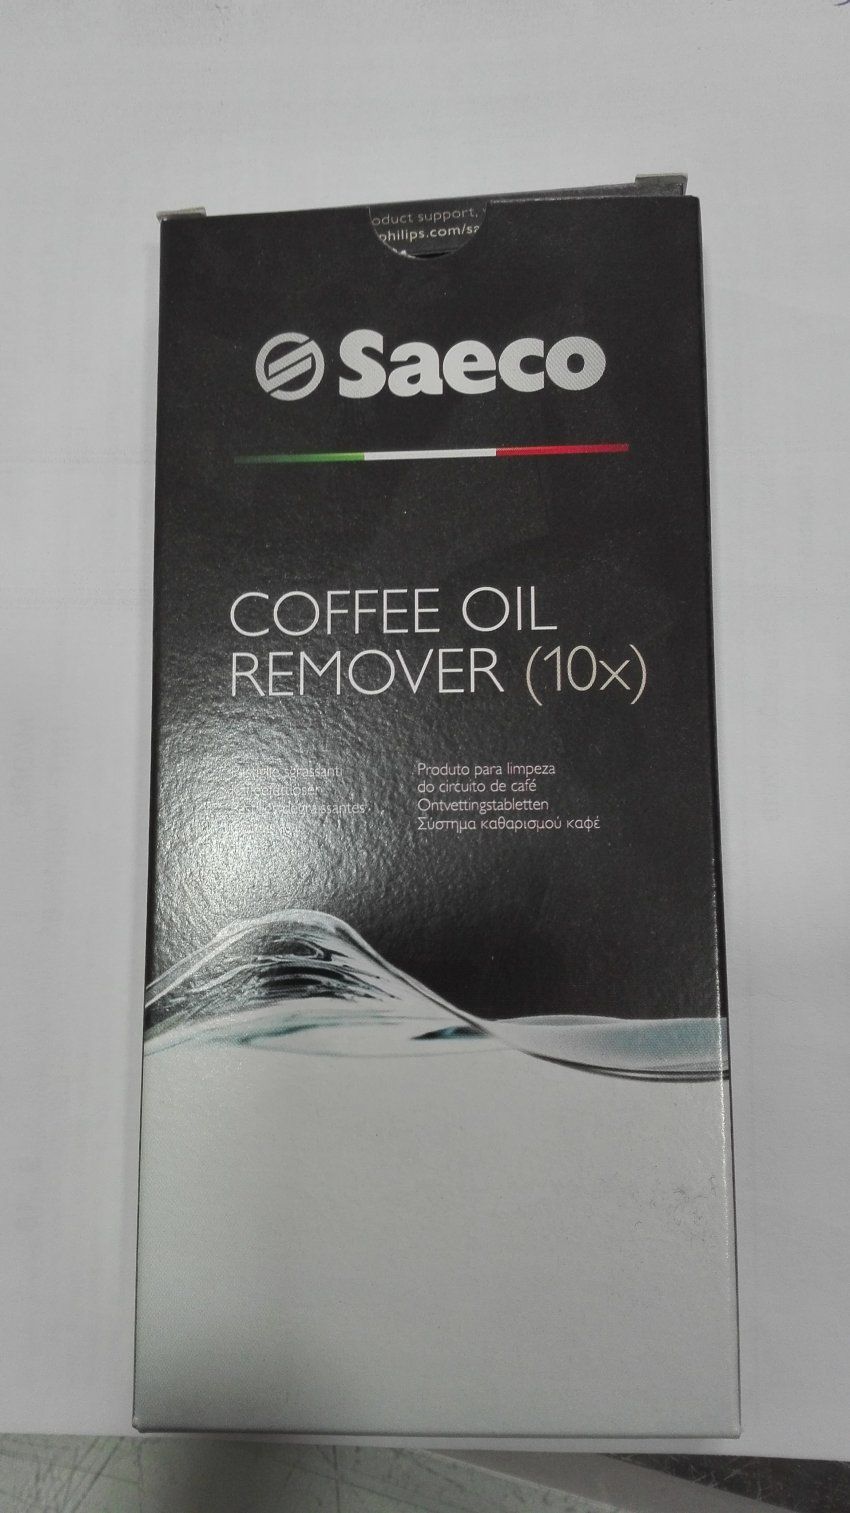 oduct support,
philips.com/sa
Saeco
COFFEE OIL
REMOVER (10x)
Produto para limpeza
do circuito de café
Ontvettingstabletten
Σύστημα καθαρισμού καφέ